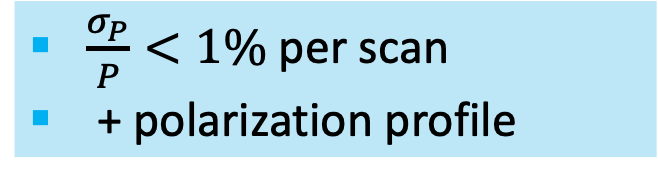 ▪ σ_P/P < 1% per scan
▪ + polarization profile